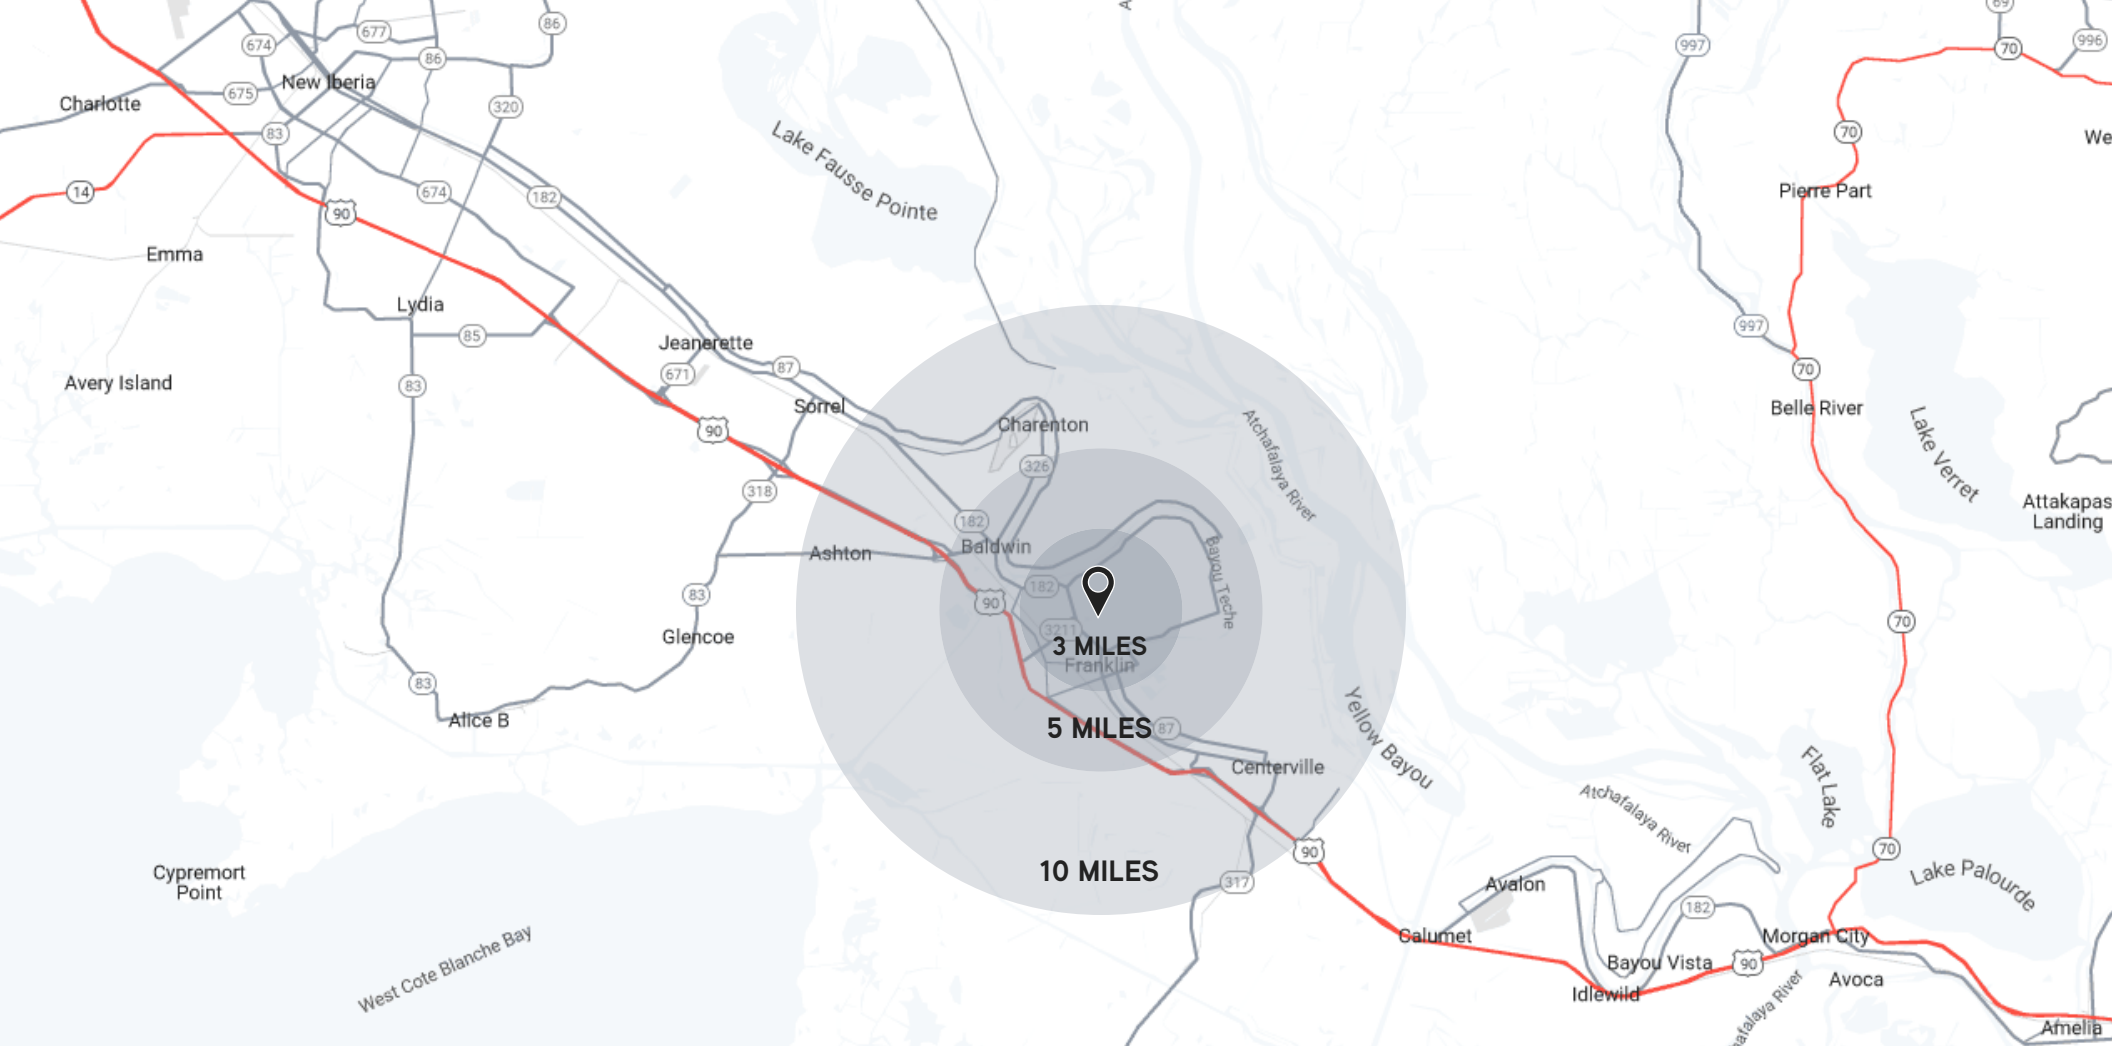 69
86
677
674
997
70
996
86
New Iberia
675
Charlotte
320
83
Lake Fausse Pointe
70
We
14
674
182
Pierre Part
90
Emma
Lydia
85
Jeanerette
87
671
997
70
Avery Island
83
Sorrel
Belle River
90
Charenton
326
Atchafalaya River
Lake Verret
318
182
Attakapas
Landing
Ashton
Baldwin
83
90
182
Bayou Teche
3211
70
Glencoe
3 MILES
Franklin
83
Alice B
5 MILES
87
Yellow Bayou
Centerville
Flat Lake
Atchafalaya River
Cypremort
Point
10 MILES
90
70
317
Avalon
Lake Palourde
182
West Cote Blanche Bay
Calumet
Morgan City
Bayou Vista
90
Idlewild
Avoca
afalaya River
Amelia